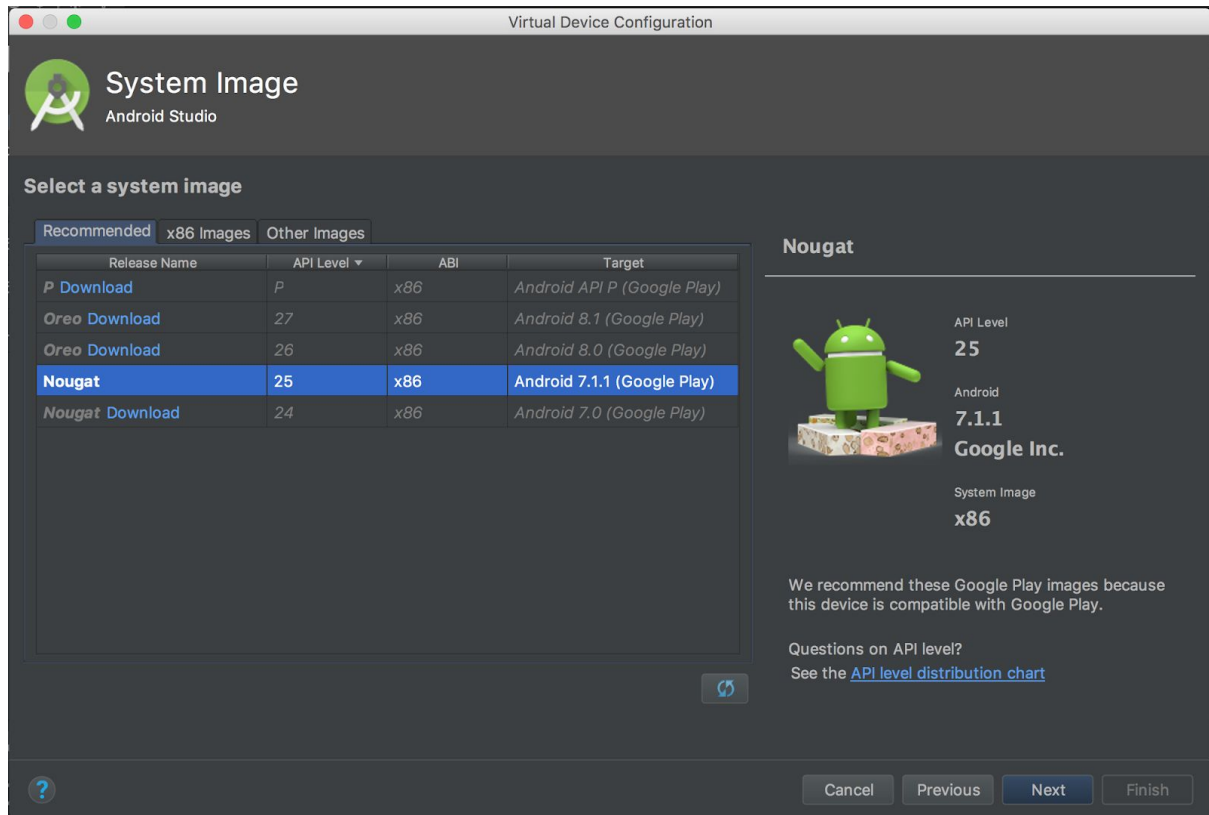 Virtual Device Configuration
System Image
Android Studio
Select a system image
Recommended x86 Images Other Images
Release Name API Level ABI Target
P Download P x86 Android API P (Google Play)
Oreo Download 27 x86 Android 8.1 (Google Play)
Oreo Download 26 x86 Android 8.0 (Google Play)
Nougat 25 x86 Android 7.1.1 (Google Play)
Nougat Download 24 x86 Android 7.0 (Google Play)
Nougat
API Level
25
Android
7.1.1
Google Inc.
System Image
x86
We recommend these Google Play images because
this device is compatible with Google Play.
Questions on API level?
See the API level distribution chart
? Cancel Previous Next Finish